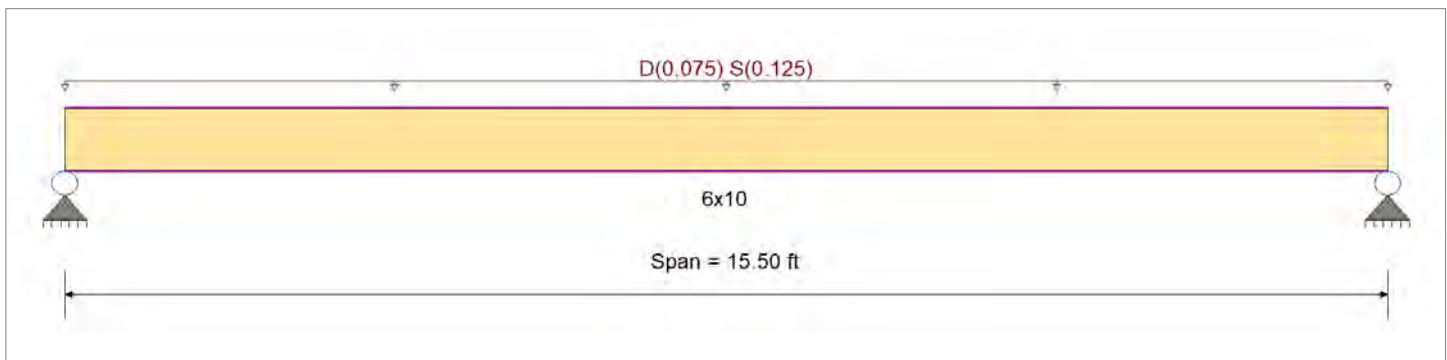 D(0.075) S(0.125)
6x10
Span = 15.50 ft